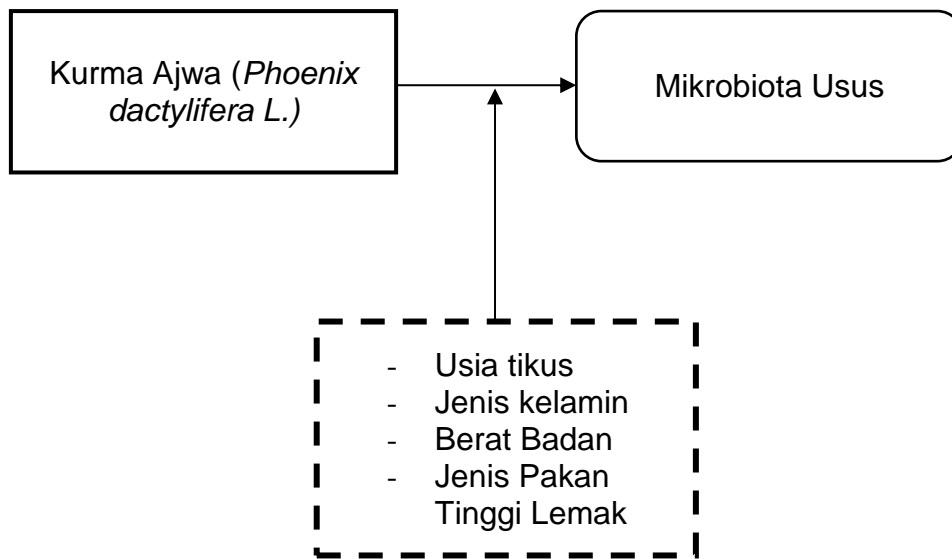 Kurma Ajwa (Phoenix
dactylifera L.)
Mikrobiota Usus
- Usia tikus
- Jenis kelamin
- Berat Badan
- Jenis Pakan
Tinggi Lemak